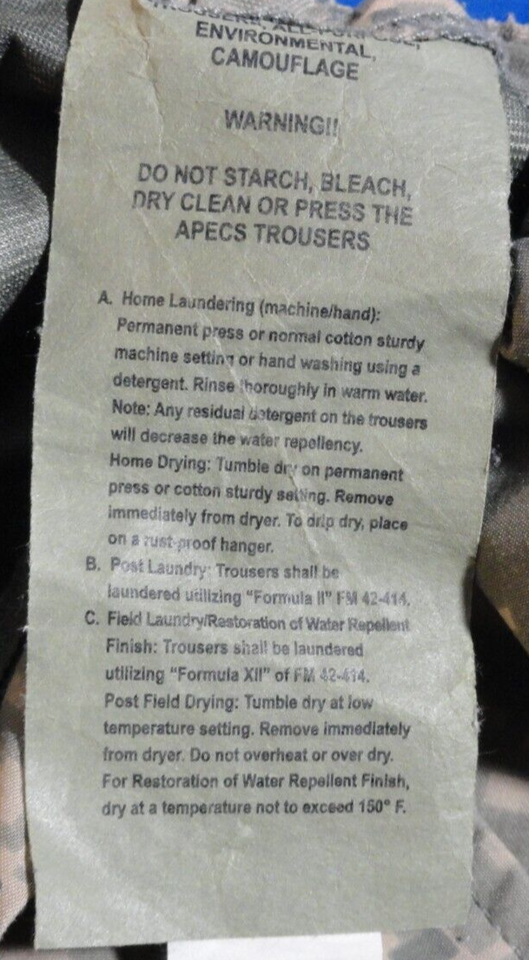 TROUSERS, ALL PURPOSE,
ENVIRONMENTAL,
CAMOUFLAGE
WARNING!!
DO NOT STARCH, BLEACH,
DRY CLEAN OR PRESS THE
APECS TROUSERS
A. Home Laundering (machine/hand):
Permanent press or normal cotton sturdy
machine setting or hand washing using a
detergent. Rinse thoroughly in warm water.
Note: Any residual detergent on the trousers
will decrease the water repellency.
Home Drying: Tumble dry on permanent
press or cotton sturdy setting. Remove
immediately from dryer. To drip dry, place
on a rust-proof hanger.
B. Post Laundry: Trousers shall be
laundered utilizing "Formula II" FM 42-414.
C. Field Laundry/Restoration of Water Repellent
Finish: Trousers shall be laundered
utilizing "Formula XII" of FM 42-414.
Post Field Drying: Tumble dry at low
temperature setting. Remove immediately
from dryer. Do not overheat or over dry.
For Restoration of Water Repellent Finish,
dry at a temperature not to exceed 150° F.